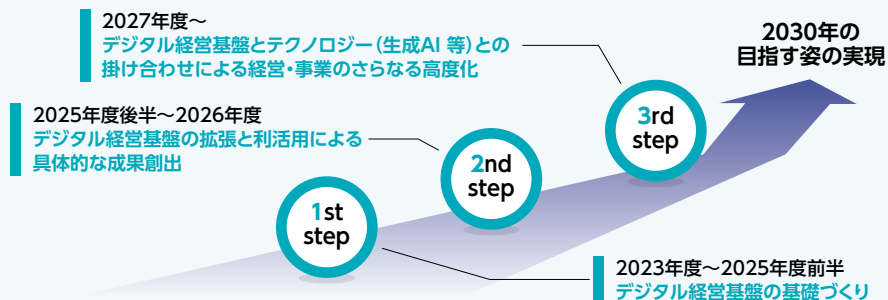 2027年度~
デジタル経営基盤とテクノロジー(生成AI 等)との
掛け合わせによる経営・事業のさらなる高度化
2030年の
目指す姿の実現
2025年度後半~2026年度
デジタル経営基盤の拡張と利活用による
具体的な成果創出
3rd
step
2nd
step
1st
step
2023年度~2025年度前半
デジタル経営基盤の基礎づくり